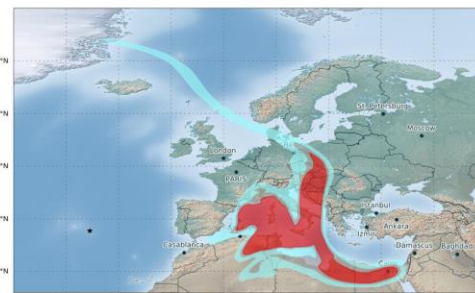 °N
°N
St. Petersburg
Moscow
London
°N
PARIS
°N
Istanbul
Ankara
Izmir
Casablanca
Damascus
Baghdad
°N